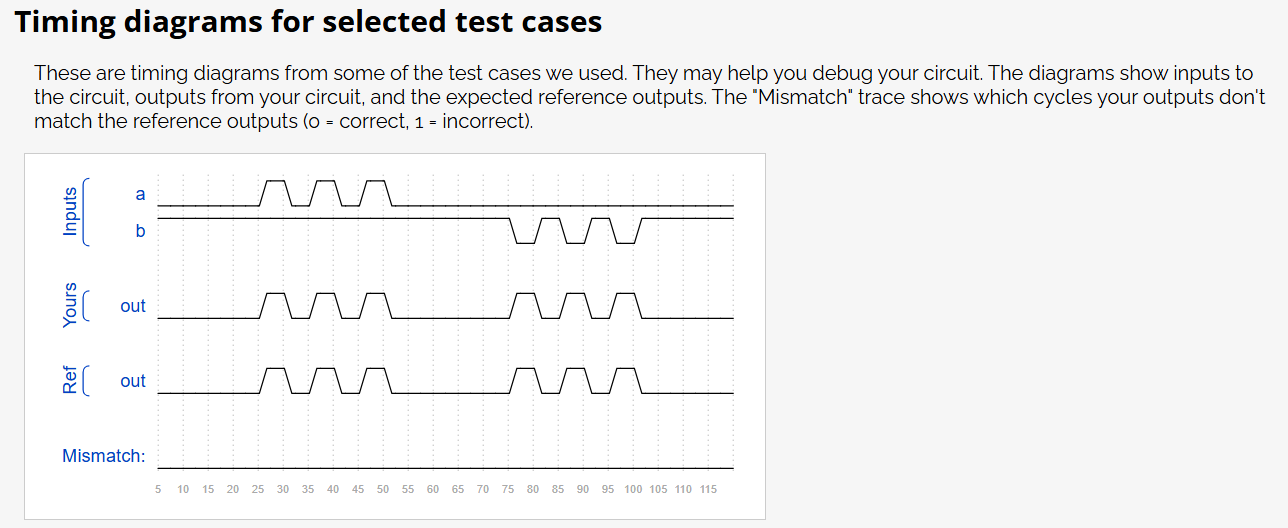 Timing diagrams for selected test cases
These are timing diagrams from some of the test cases we used. They may help you debug your circuit. The diagrams show inputs to
the circuit, outputs from your circuit, and the expected reference outputs. The "Mismatch" trace shows which cycles your outputs don't
match the reference outputs (0 = correct, 1 = incorrect).
Inputs
a
b
Yours
out
Ref
out
Mismatch:
5 10 15 20 25 30 35 40 45 50 55 60 65 70 75 80 85 90 95 100 105 110 115